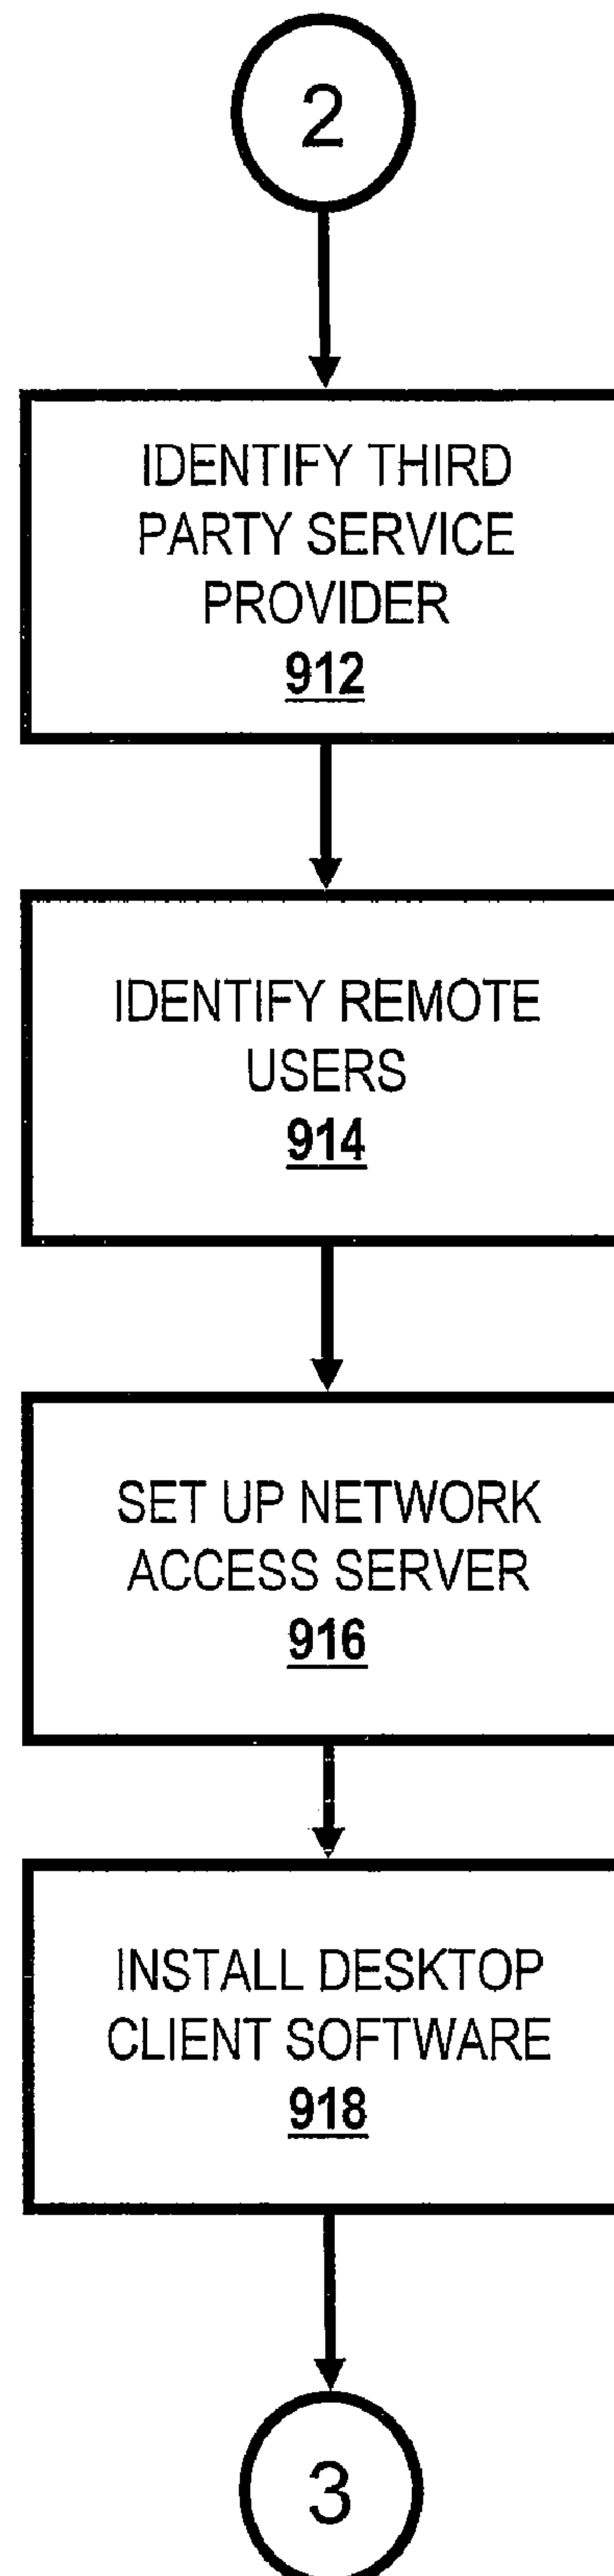 2
IDENTIFY THIRD
PARTY SERVICE
PROVIDER
912
IDENTIFY REMOTE
USERS
914
SET UP NETWORK
ACCESS SERVER
916
INSTALL DESKTOP
CLIENT SOFTWARE
918
3